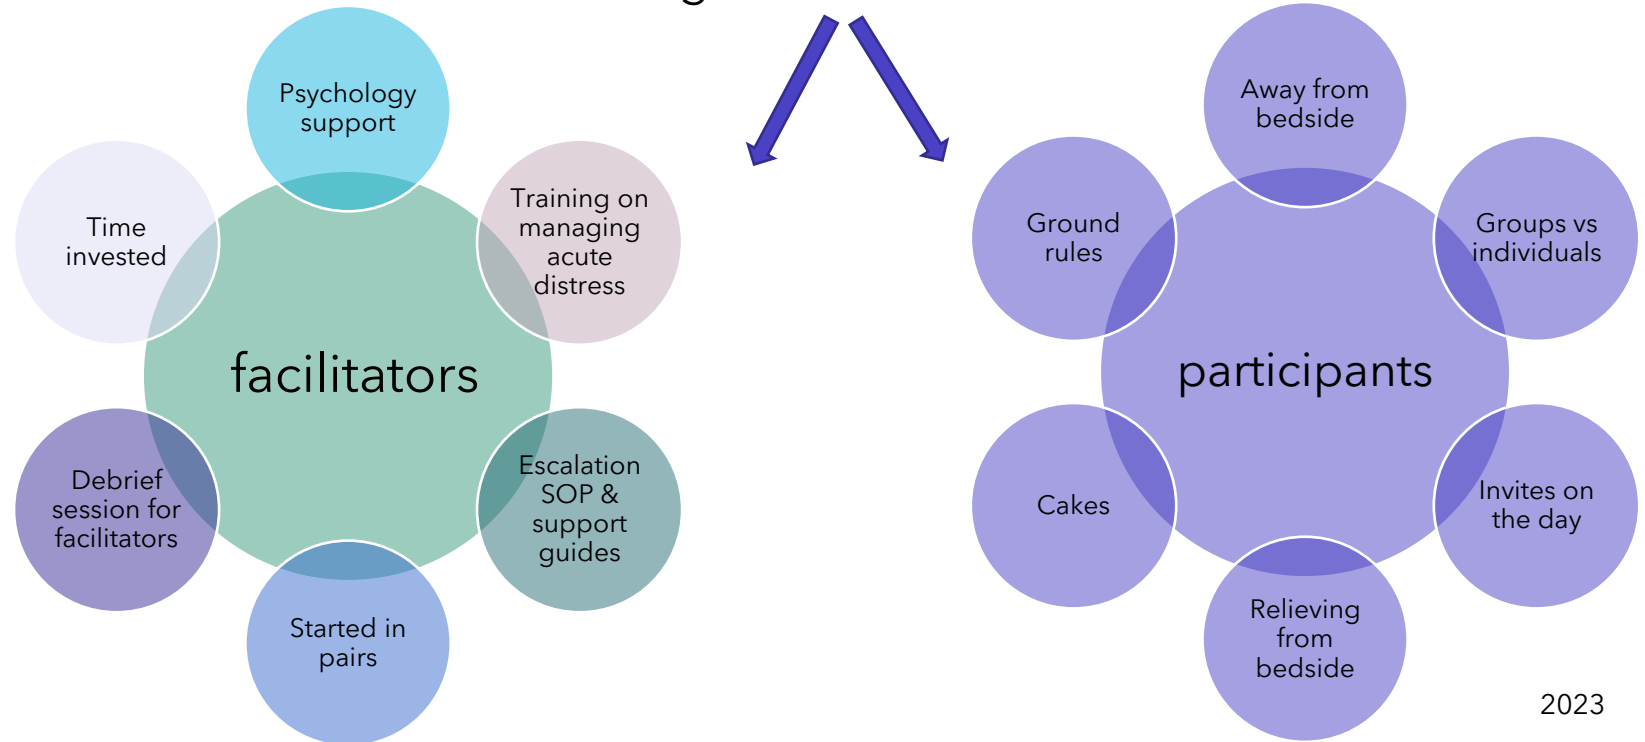 Psychology
support
Training on
managing
acute
distress
Escalation
SOP &
support
guides
Started in
pairs
Debrief
session for
facilitators
Time
invested
facilitators
Away from
bedside
Groups vs
individuals
Invites on
the day
Relieving
from
bedside
Cakes
Ground
rules
participants
2023